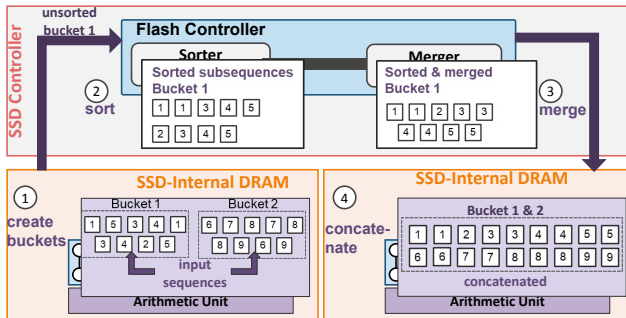 unsorted
bucket 1
Flash Controller
SSD Controller
Sorter
Merger
2
sort
Sorted subsequences
Bucket 1
1 1 3 4 5
2 3 4 5
Sorted & merged
Bucket 1
1 1 2 3 3
4 4 5 5
3
merge
SSD-Internal DRAM
1
create
buckets
Bucket 1
1 5 3 4 1
3 4 2 5
Bucket 2
6 7 8 7 8
8 9 6 9
input
sequences
Arithmetic Unit
SSD-Internal DRAM
4
concate-
nate
Bucket 1 & 2
1 1 2 3 3 4 4 5 5
6 6 7 7 8 8 8 9 9
concatenated
Arithmetic Unit